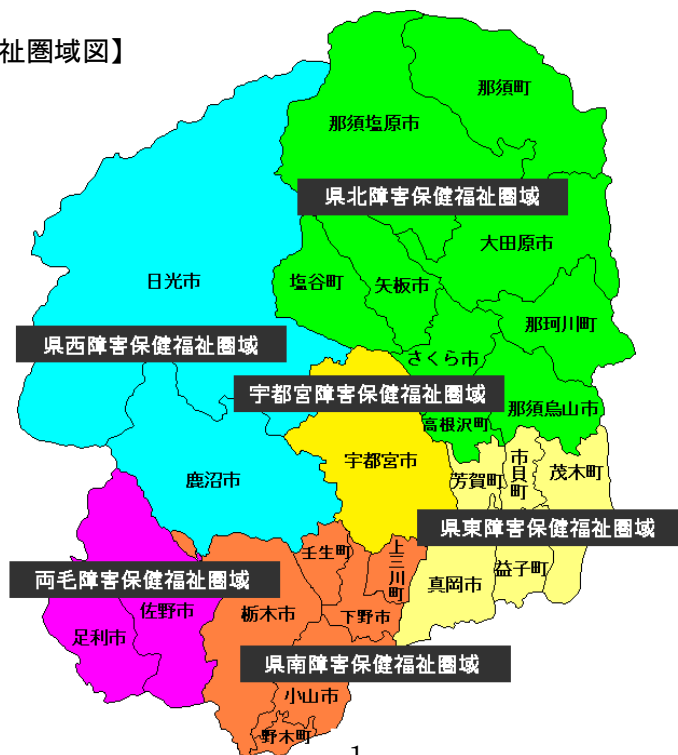 祉圏域図】
那須町
那須塩原市
県北障害保健福祉圏域
大田原市
日光市
塩谷町
矢板市
那珂川町
県西障害保健福祉圏域
さくら市
宇都宮障害保健福祉圏域
那須烏山市
高根沢町
宇都宮市
鹿沼市
芳賀町
市貝町
茂木町
県東障害保健福祉圏域
壬生町
上三川町
益子町
両毛障害保健福祉圏域
真岡市
佐野市
栃木市
下野市
足利市
県南障害保健福祉圏域
小山市
野木町
1